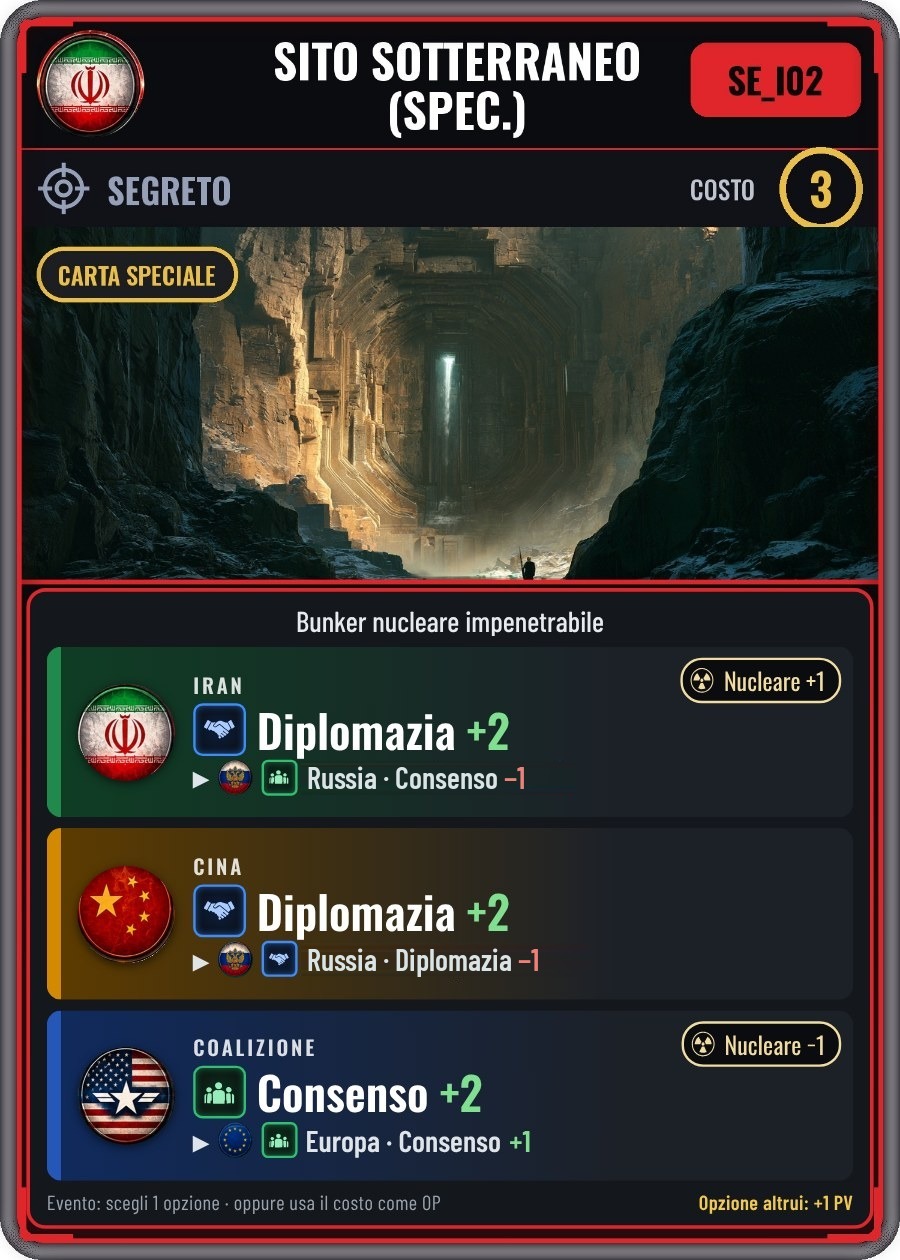 SITO SOTTERRANEO
(SPEC.)
SE_I02
SEGRETO
COSTO 3
CARTA SPECIALE
Bunker nucleare impenetrabile
IRAN
Nucleare +1
Diplomazia +2
▶ Russia · Consenso −1
CINA
Diplomazia +2
▶ Russia · Diplomazia −1
COALIZIONE
Nucleare −1
Consenso +2
▶ Europa · Consenso +1
Evento: scegli 1 opzione · oppure usa il costo come OP
Opzione altrui: +1 PV